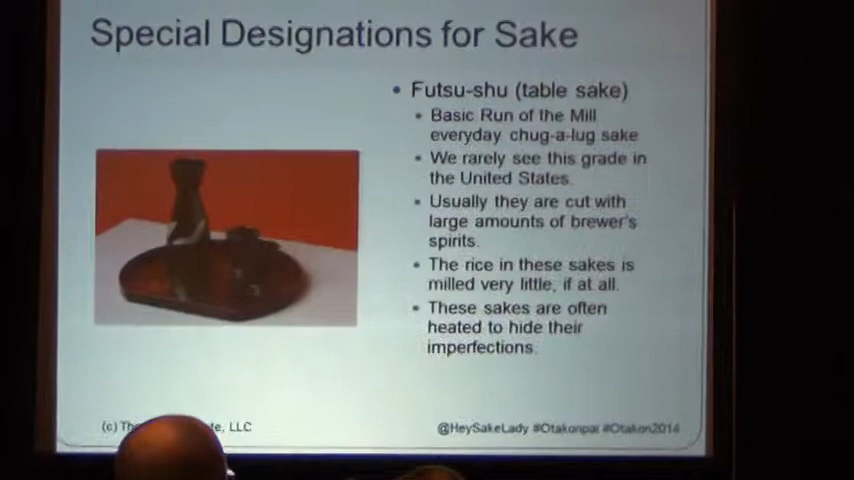 Special Designations for Sake
• Futsu-shu (table sake)
• Basic Run of the Mill
everyday chug-a-lug sake
• We rarely see this grade in
the United States.
• Usually they are cut with
large amounts of brewer's
spirits.
• The rice in these sakes is
milled very little, if at all.
• These sakes are often
heated to hide their
imperfections.
(c) LLC
@HeySakeLady #Otakonpar #Otakon2014